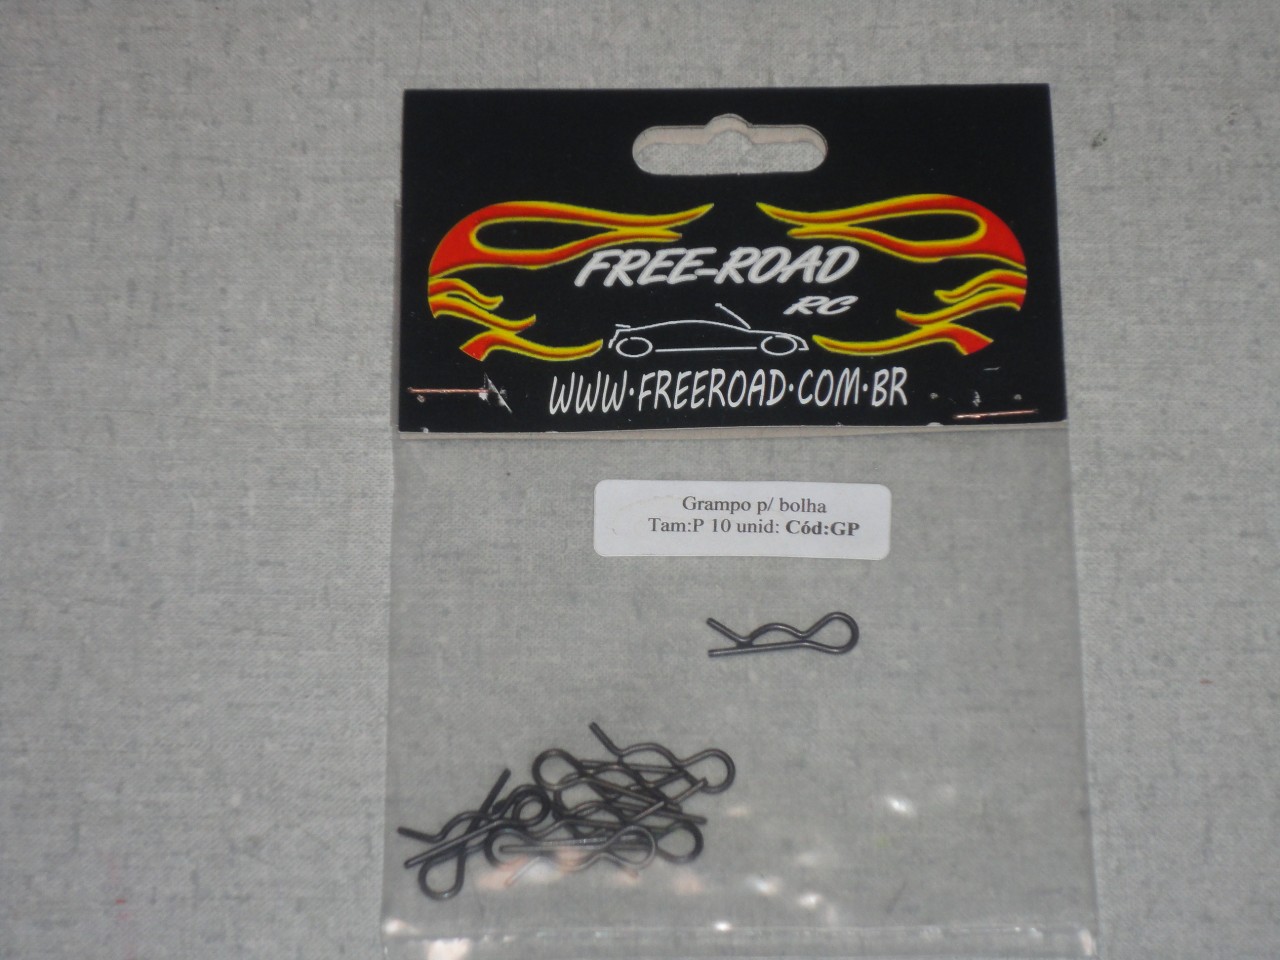 FREE-ROAD
RC
WWW.FREEROAD.COM.BR
Grampo p/ bolha
Tam:P 10 unid: Cód:GP